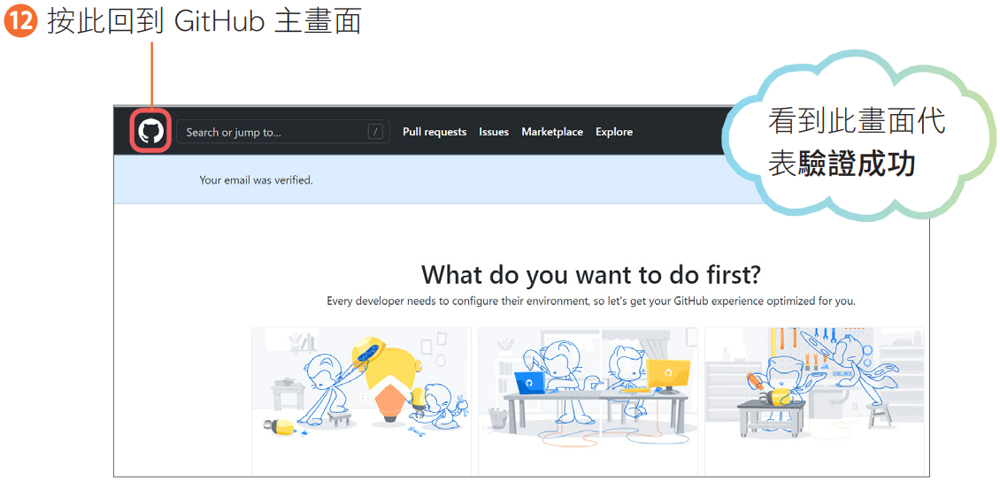 12 按此回到 GitHub 主畫面
Search or jump to... /
Pull requests Issues Marketplace Explore
看到此畫面代
表驗證成功
Your email was verified.
What do you want to do first?
Every developer needs to configure their environment, so let's get your GitHub experience optimized for you.